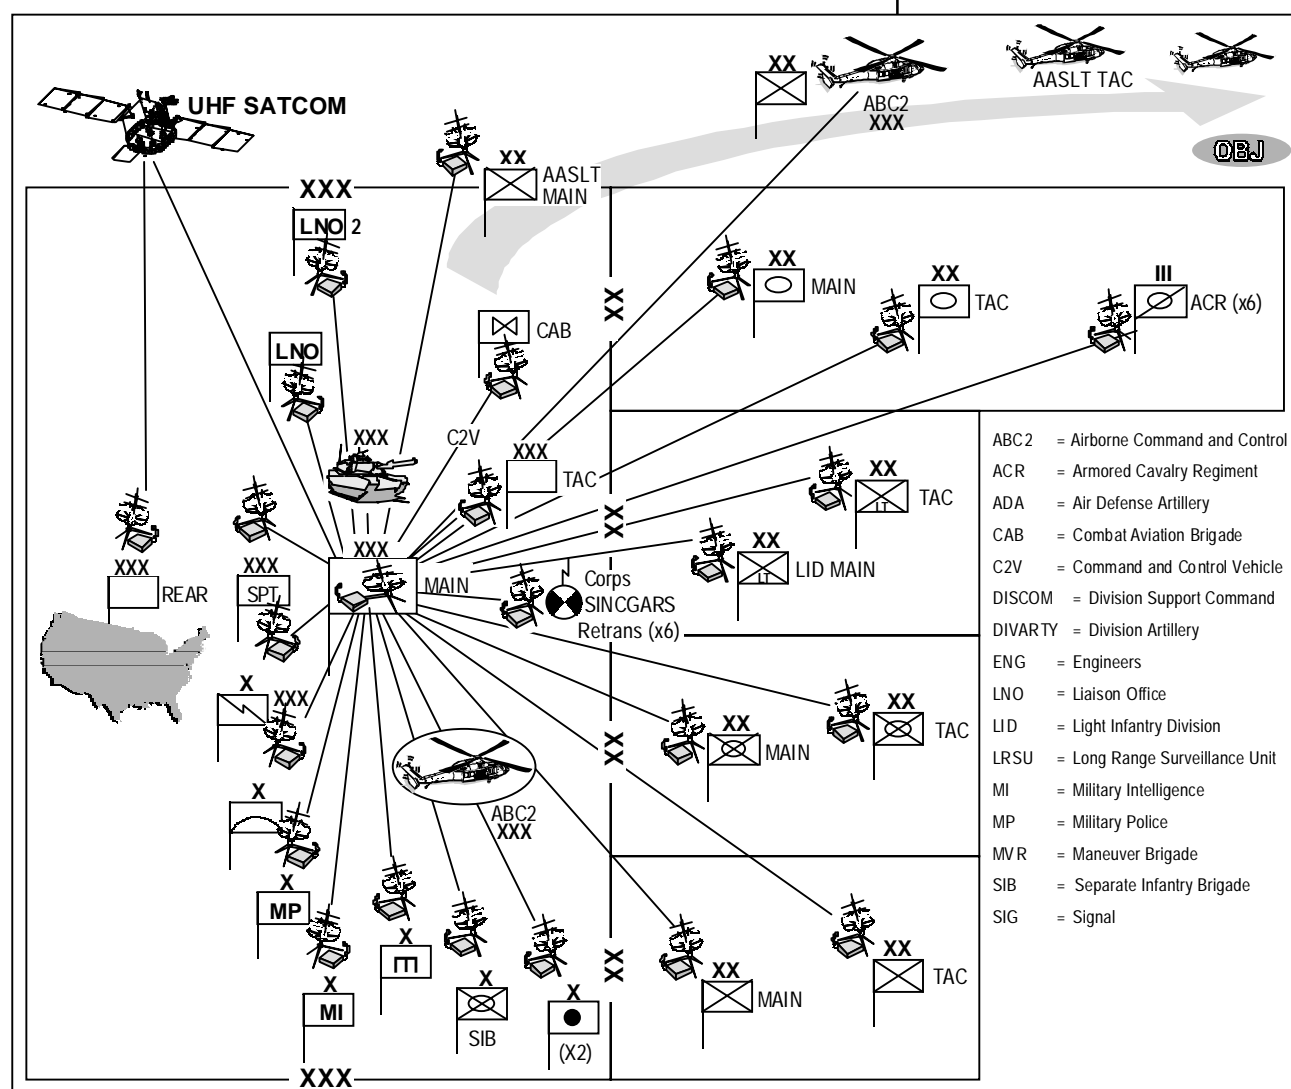 UHF SATCOM
XX
ABC2
XXX
AASLT TAC
OBJ
XX
AASLT
MAIN
XXX
LNO 2
XX
MAIN
XX
TAC
III
ACR (x6)
XX
CAB
LNO
XXX
C2V
XXX
TAC
XX
LT
TAC
XX
XX
LT
LID MAIN
XXX
MAIN
XXX
REAR
XXX
SPT
Corps
SINCGARS
Retrans (x6)
X
XXX
XX
MAIN
XX
TAC
XX
ABC2
XXX
X
X
MP
X
MI
X
E
X
SIB
X
(X2)
XX
XX
MAIN
XX
TAC
XXX
ABC2 = Airborne Command and Control
ACR = Armored Cavalry Regiment
ADA = Air Defense Artillery
CAB = Combat Aviation Brigade
C2V = Command and Control Vehicle
DISCOM = Division Support Command
DIVARTY = Division Artillery
ENG = Engineers
LNO = Liaison Office
LID = Light Infantry Division
LRSU = Long Range Surveillance Unit
MI = Military Intelligence
MP = Military Police
MVR = Maneuver Brigade
SIB = Separate Infantry Brigade
SIG = Signal